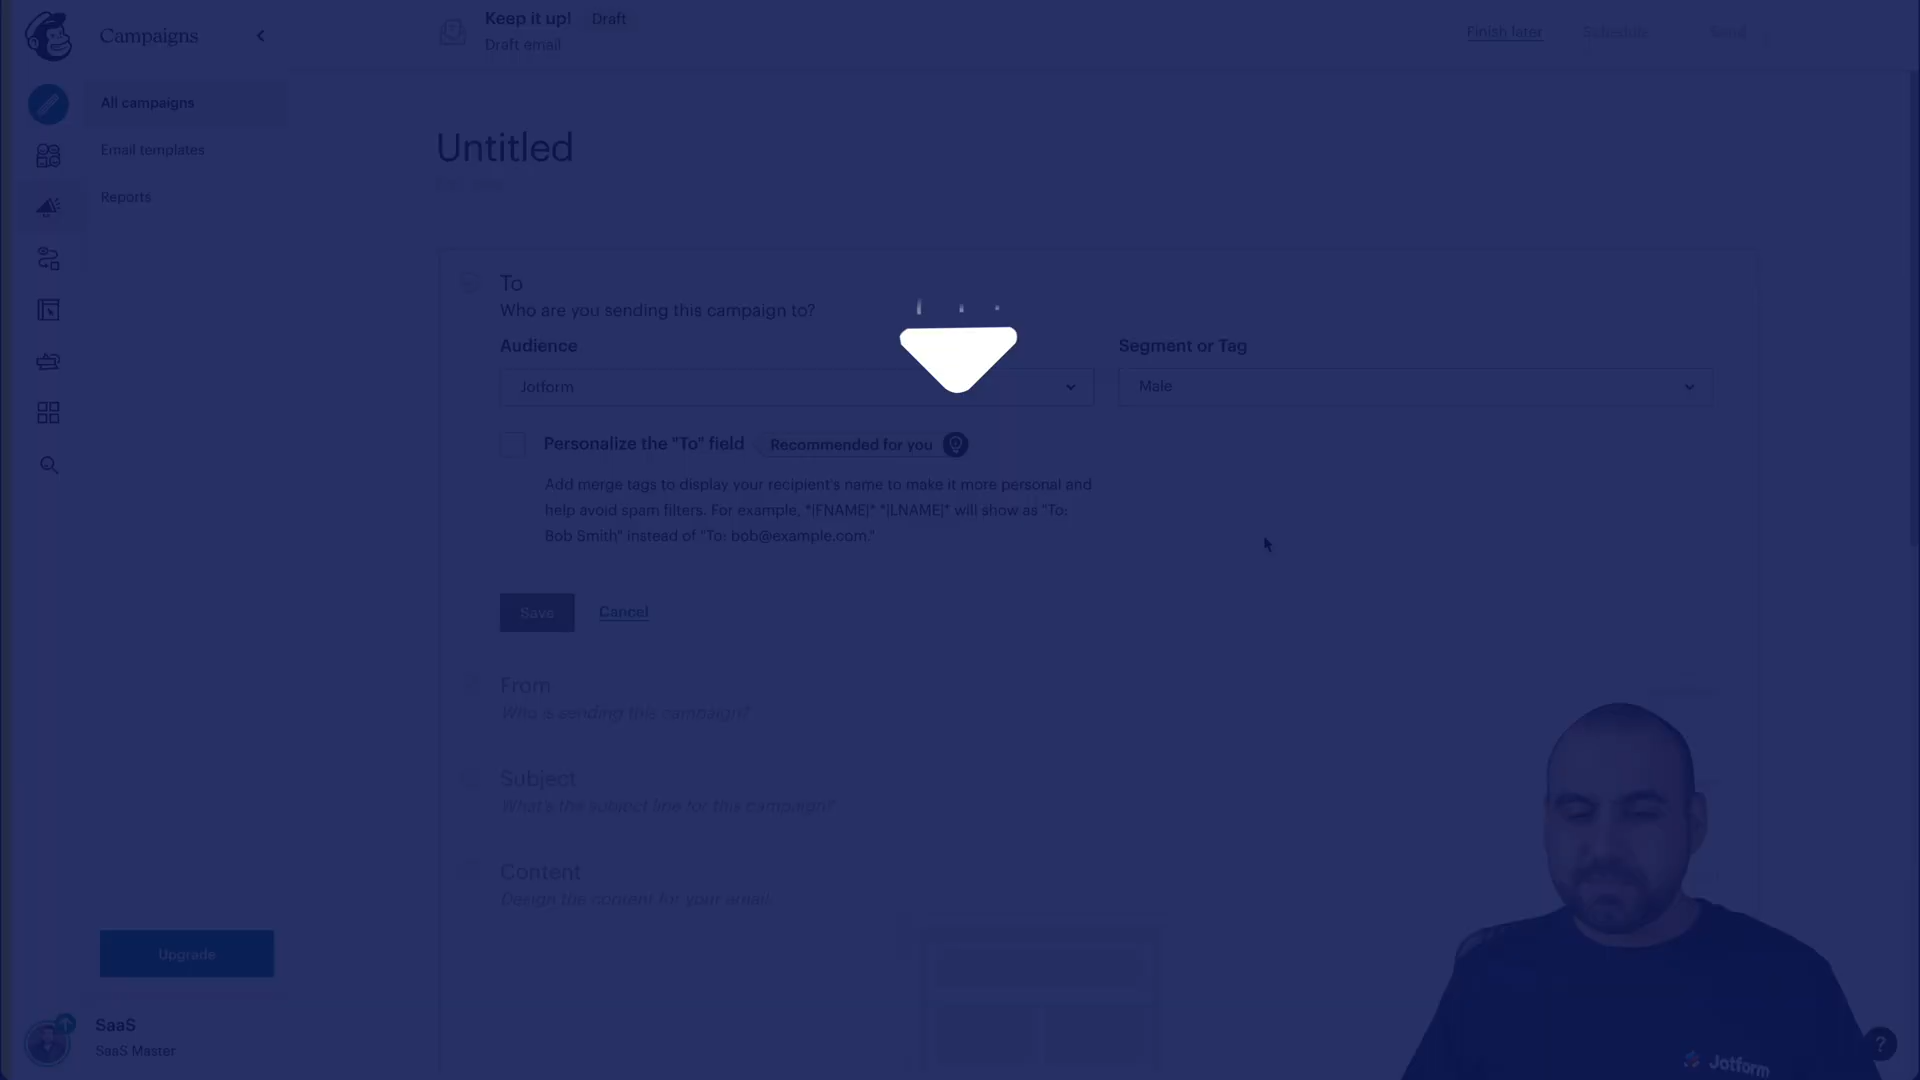 Campaigns
Keep it up! Draft
Draft email
Finish later
Schedule
Send
All campaigns
Email templates
Reports
Untitled
To
Who are you sending this campaign to?
Audience
Jotform
Segment or Tag
Male
Personalize the "To" field
Recommended for you
Add merge tags to display your recipient's name to make it more personal and
help avoid spam filters. For example, *|FNAME|* *|LNAME|* will show as "To:
Bob Smith" instead of "To: bob@example.com."
Save
Cancel
From
Who is sending this campaign?
Subject
What's the subject line for this campaign?
Content
Design the content for your email.
Upgrade
SaaS
SaaS Master
Jotform
?